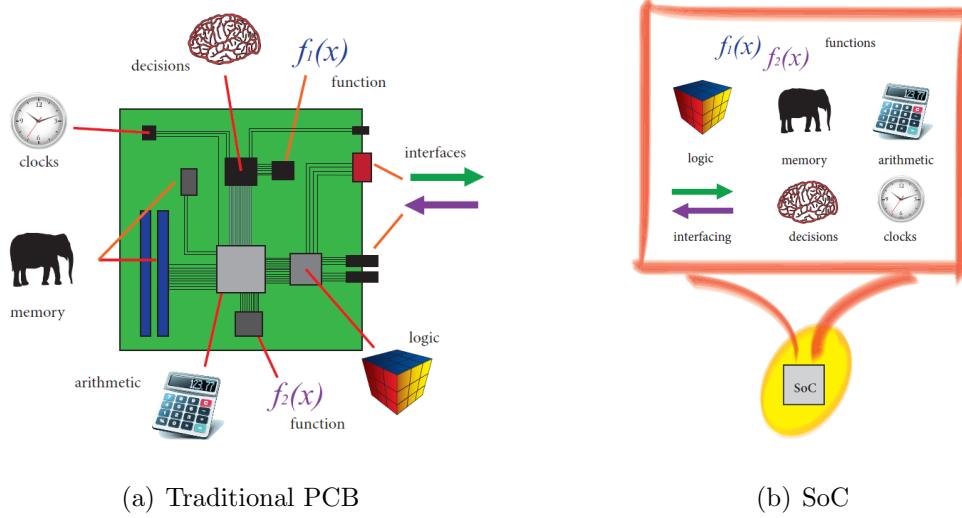 decisions
f₁(x)
function
clocks
interfaces
memory
logic
arithmetic
f₂(x)
function
(a) Traditional PCB
f₁(x)
f₂(x)
functions
logic
memory
arithmetic
interfacing
decisions
clocks
SoC
(b) SoC